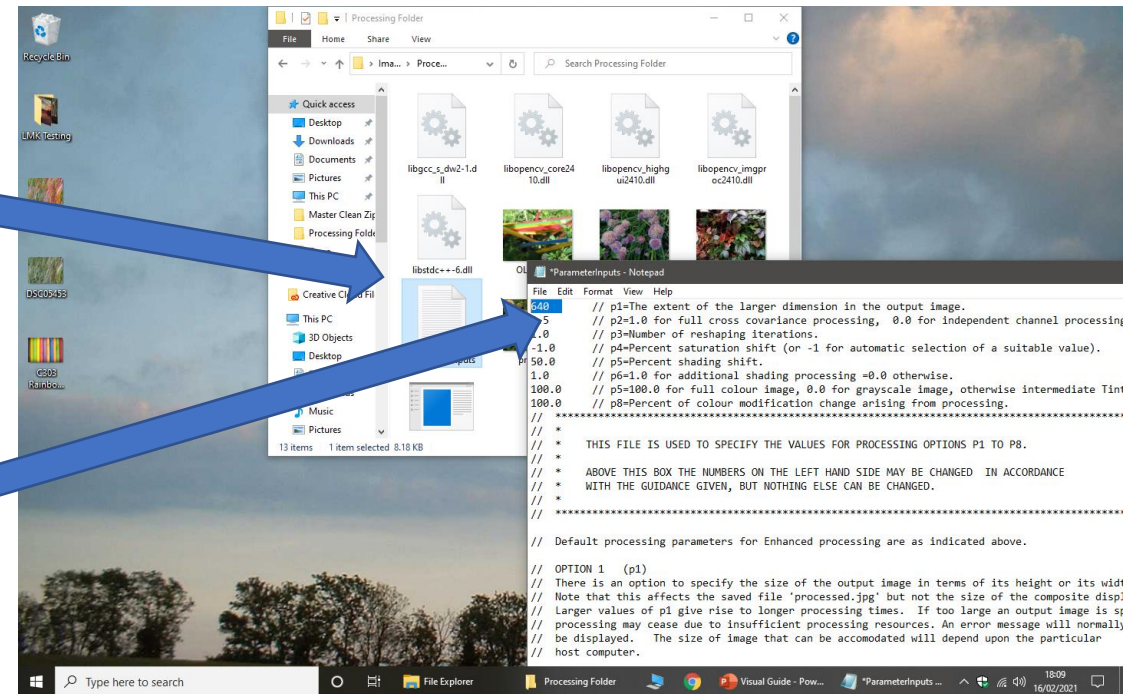 Processing Folder
File Home Share View
Ima... Proce...
Search Processing Folder
Recycle Bin
LMK Testing
DSC05453
G303
Rainbo...
Quick access
Desktop
Downloads
Documents
Pictures
This PC
Master Clean Zip
Processing Folde
Creative Cloud Fil
This PC
3D Objects
Desktop
Music
Pictures
libgcc_s_dw2-1.d
ll
libopencv_core24
10.dll
libopencv_highg
ui2410.dll
libopencv_imgpr
oc2410.dll
libstdc++-6.dll
13 items 1 item selected 8.18 KB
*ParameterInputs - Notepad
File Edit Format View Help
640 // p1=The extent of the larger dimension in the output image.
5 // p2=1.0 for full cross covariance processing, 0.0 for independent channel processing
1.0 // p3=Number of reshaping iterations.
-1.0 // p4=Percent saturation shift (or -1 for automatic selection of a suitable value).
50.0 // p5=Percent shading shift.
1.0 // p6=1.0 for additional shading processing =0.0 otherwise.
100.0 // p5=100.0 for full colour image, 0.0 for grayscale image, otherwise intermediate Tint
100.0 // p8=Percent of colour modification change arising from processing.
// ****************************************************************************************
// *
// * THIS FILE IS USED TO SPECIFY THE VALUES FOR PROCESSING OPTIONS P1 TO P8.
// *
// * ABOVE THIS BOX THE NUMBERS ON THE LEFT HAND SIDE MAY BE CHANGED IN ACCORDANCE
// * WITH THE GUIDANCE GIVEN, BUT NOTHING ELSE CAN BE CHANGED.
// *
// ****************************************************************************************
// Default processing parameters for Enhanced processing are as indicated above.
// OPTION 1 (p1)
// There is an option to specify the size of the output image in terms of its height or its widt
// Note that this affects the saved file 'processed.jpg' but not the size of the composite displ
// Larger values of p1 give rise to longer processing times. If too large an output image is sp
// processing may cease due to insufficient processing resources. An error message will normally
// be displayed. The size of image that can be accomodated will depend upon the particular
// host computer.
Type here to search
File Explorer
Processing Folder
Visual Guide - Pow...
*ParameterInputs ...
18:09
16/02/2021